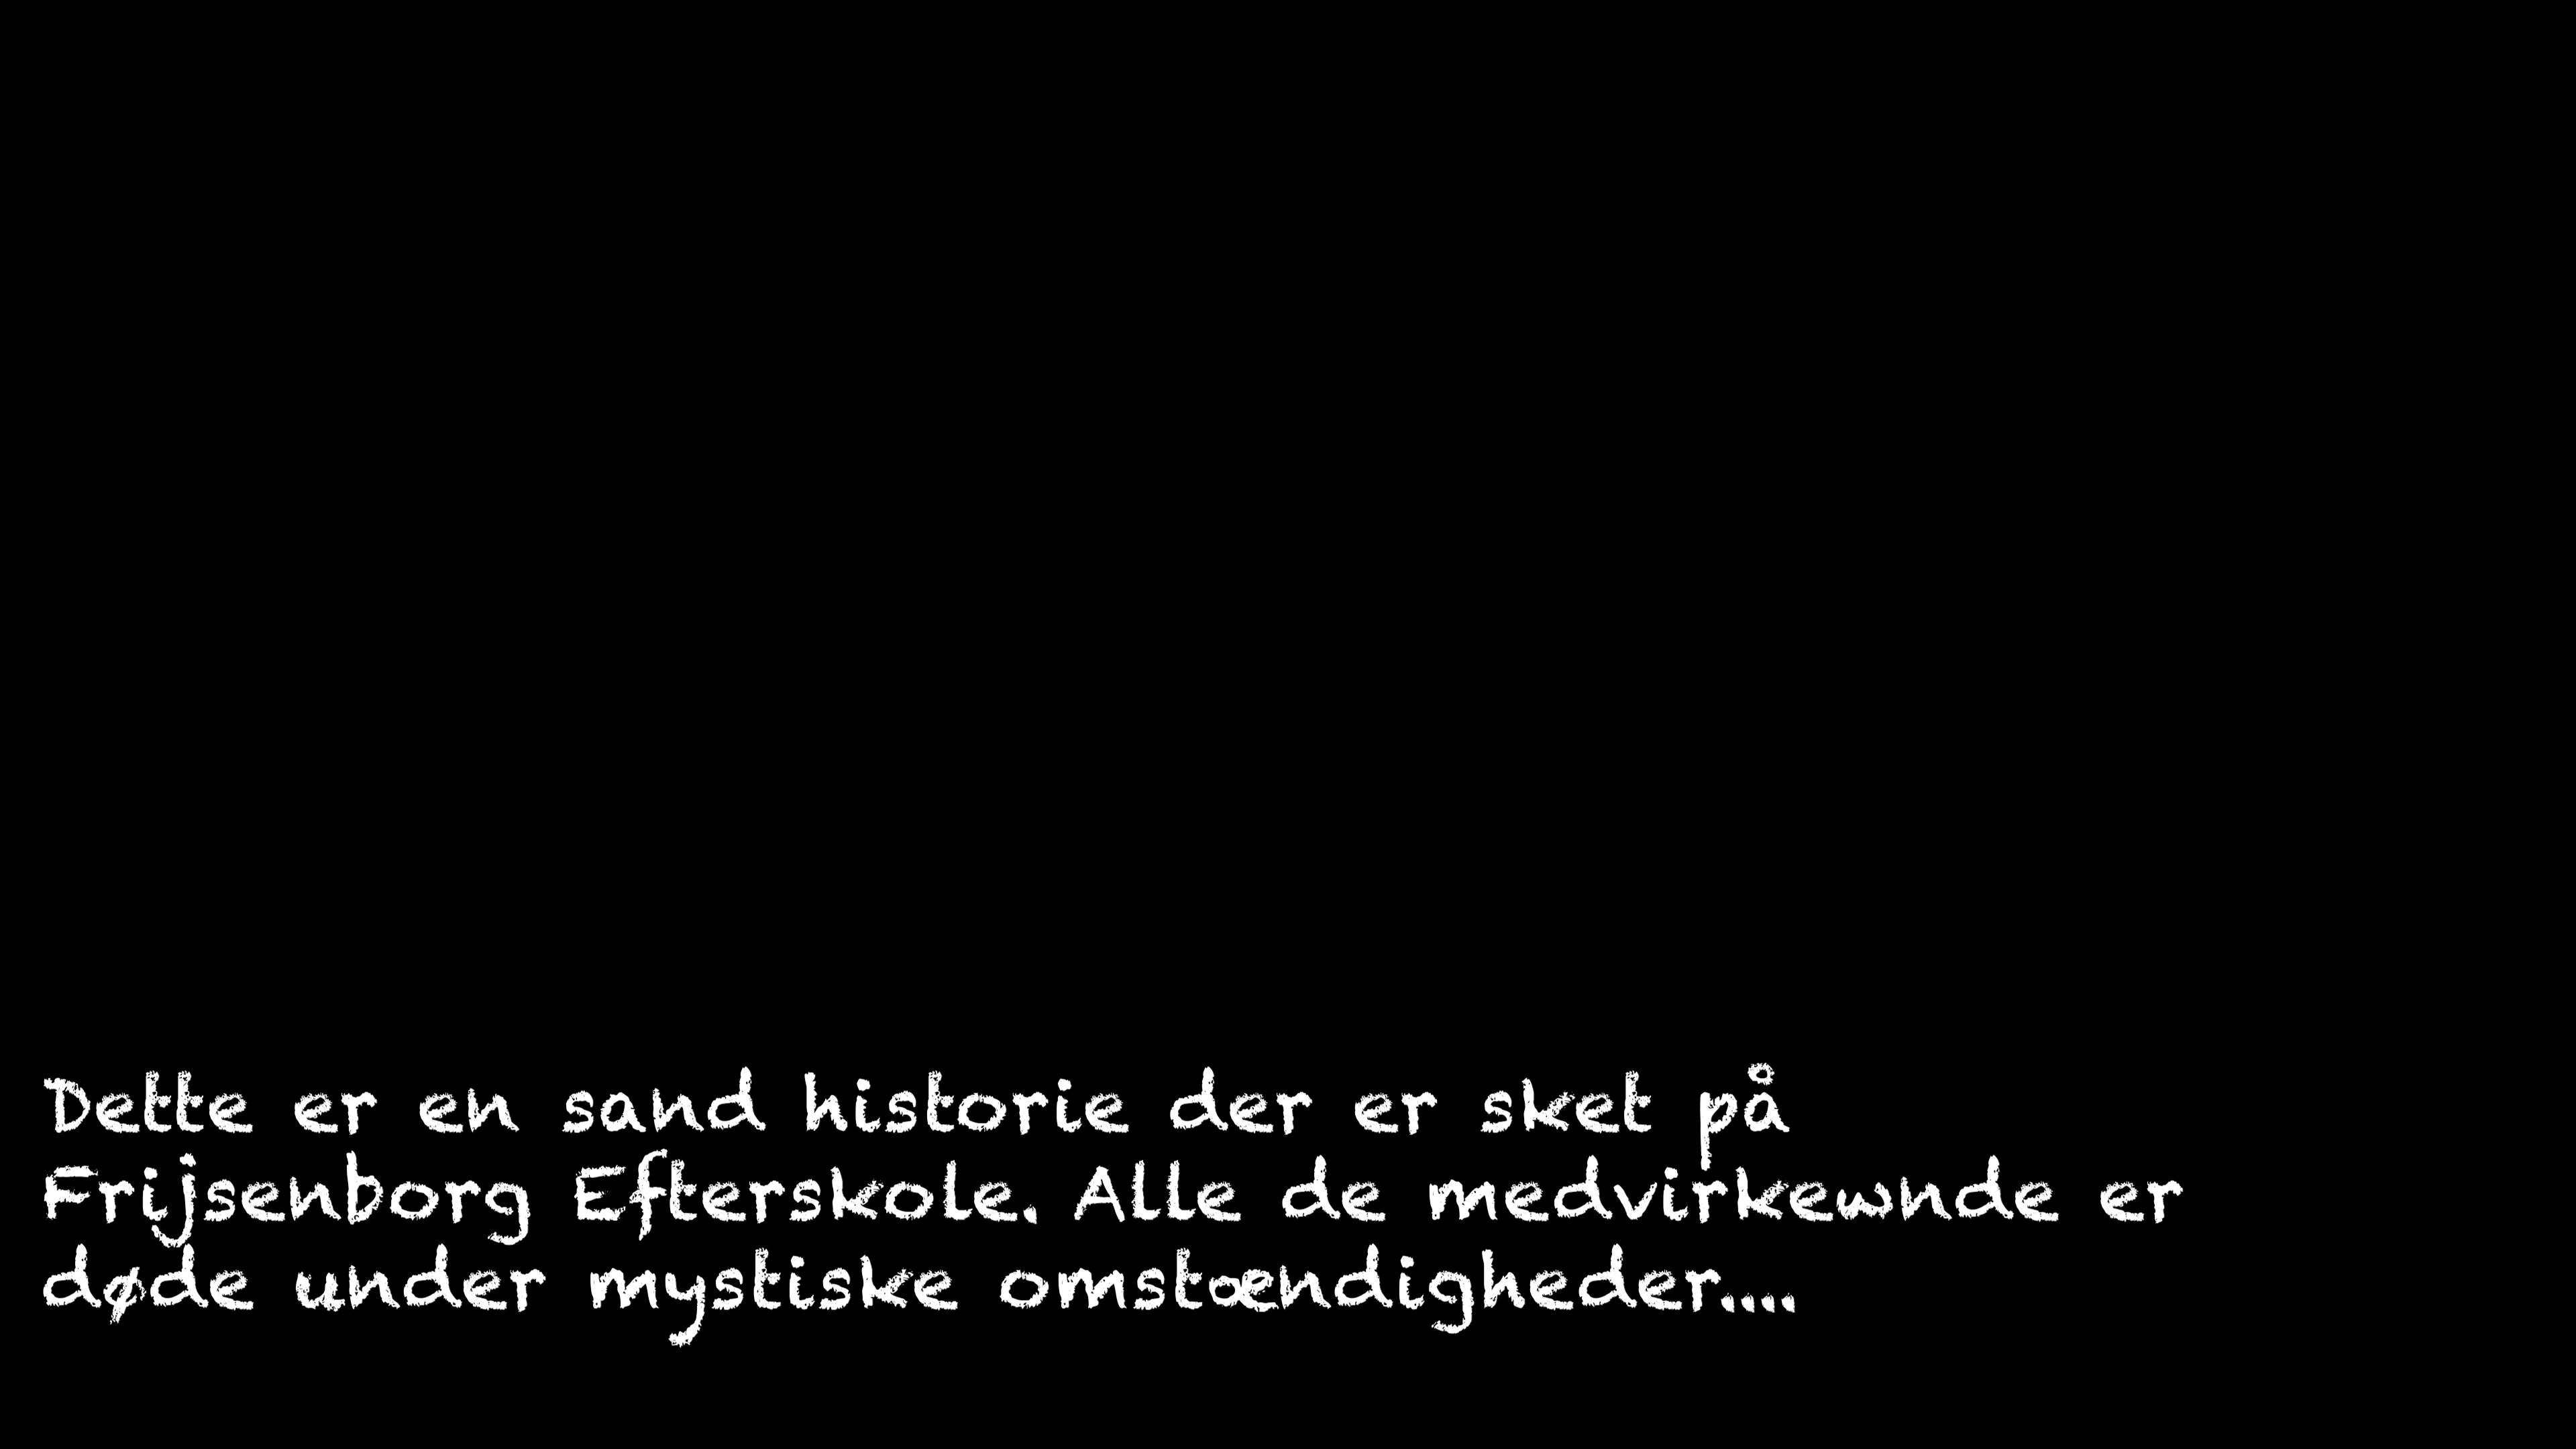 Dette er en sand historie der er sket på
Frijsenborg Efterskole. Alle de medvirkewnde er
døde under mystiske omstændigheder....